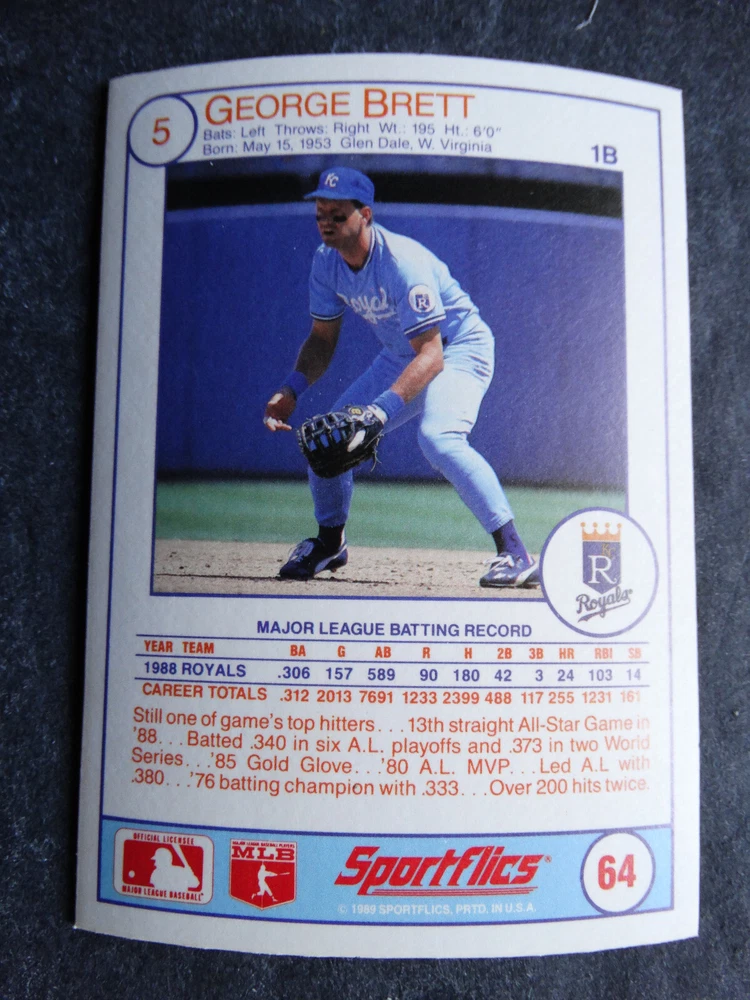 5
GEORGE BRETT
Bats: Left Throws: Right Wt.: 195 Ht.: 6'0"
Born: May 15, 1953 Glen Dale, W. Virginia
1B
KC
Royals
R
R
Royals
MAJOR LEAGUE BATTING RECORD
YEAR TEAM BA G AB R H 2B 3B HR RBI SB
1988 ROYALS .306 157 589 90 180 42 3 24 103 14
CAREER TOTALS .312 2013 7691 1233 2399 488 117 255 1231 161
Still one of game's top hitters. . .13th straight All-Star Game in
'88. . .Batted .340 in six A.L. playoffs and .373 in two World
Series. . .'85 Gold Glove. . .'80 A.L. MVP. . .Led A.L with
.380. . .'76 batting champion with .333. . .Over 200 hits twice.
OFFICIAL LICENSEE
MAJOR LEAGUE BASEBALL
MAJOR LEAGUE BASEBALL PLAYERS
MLB
Sportflics®
© 1989 SPORTFLICS, PRTD. IN U.S.A.
64